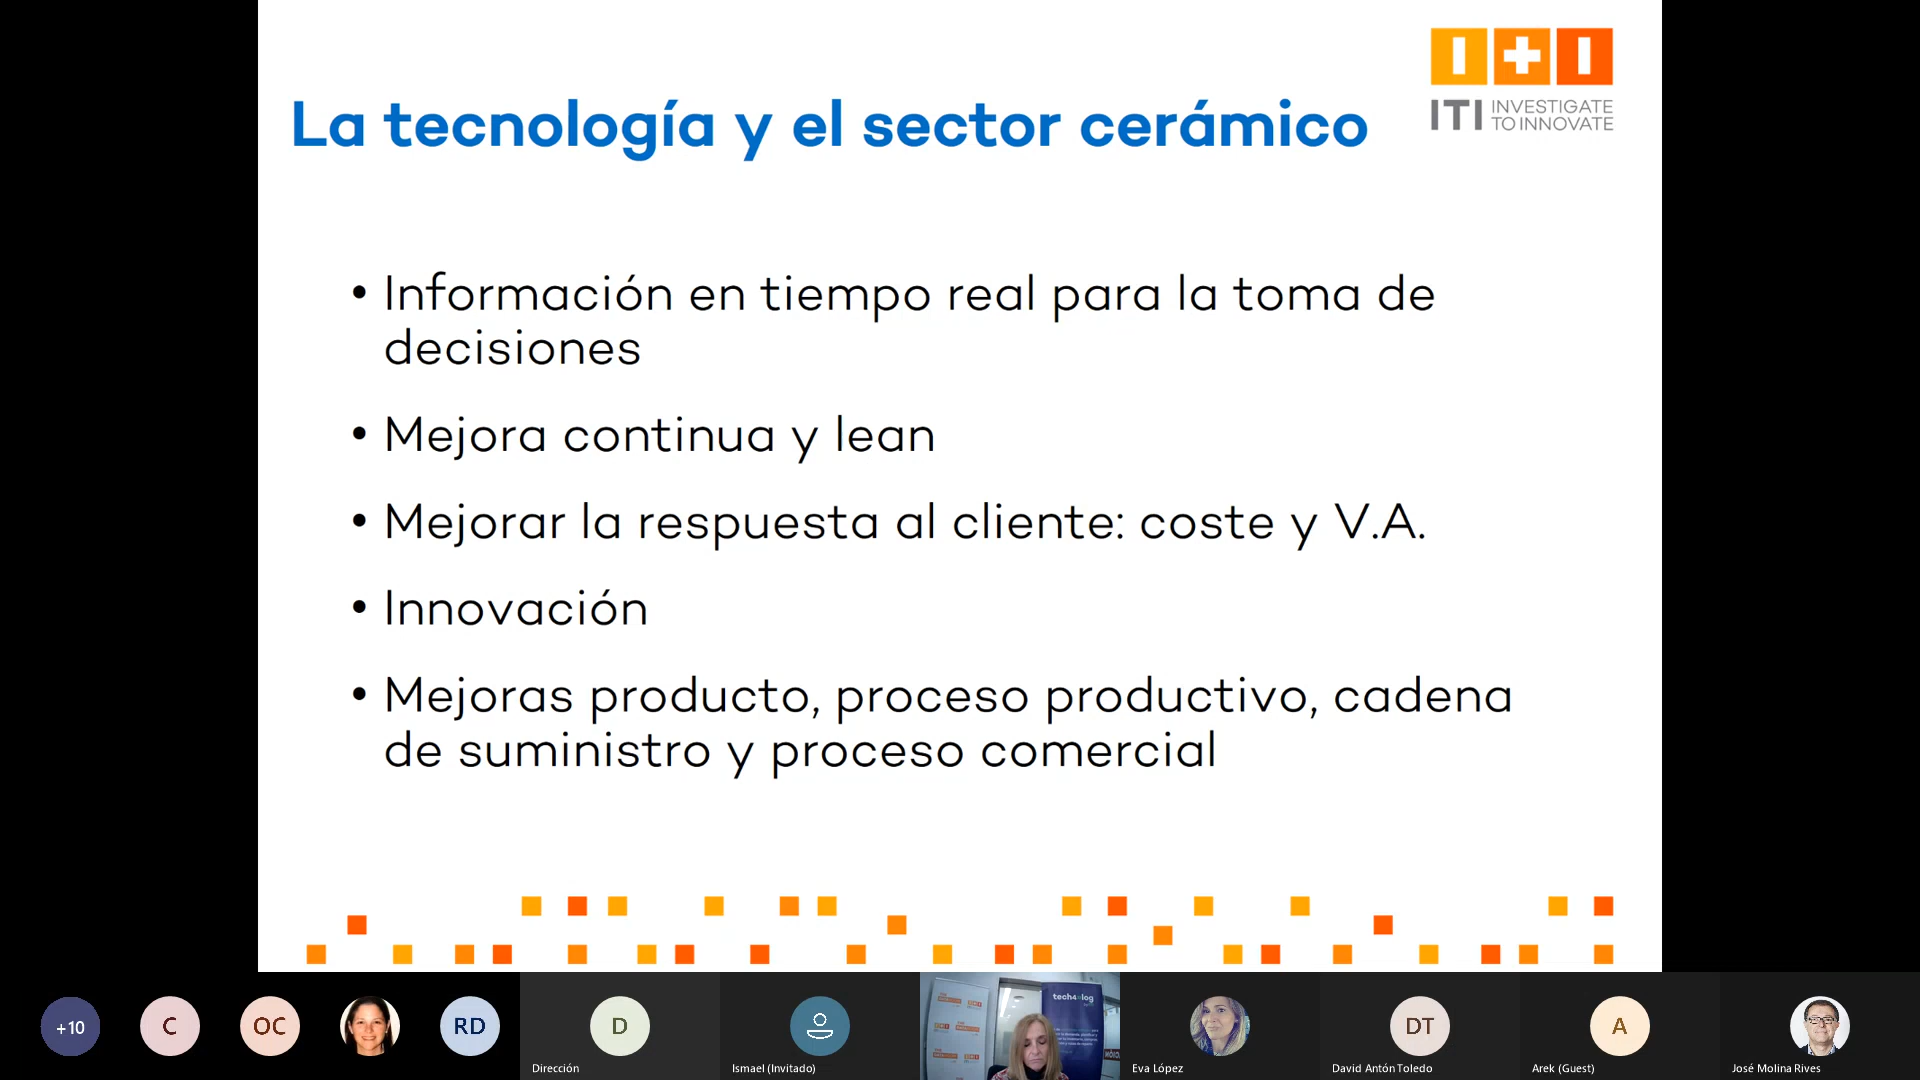 La tecnología y el sector cerámico
ITI INVESTIGATE
TO INNOVATE
• Información en tiempo real para la toma de
decisiones
• Mejora continua y lean
• Mejorar la respuesta al cliente: coste y V.A.
• Innovación
• Mejoras producto, proceso productivo, cadena
de suministro y proceso comercial
+10
C
OC
RD
D
Dirección
Ismael (Invitado)
tech4log
Eva López
DT
David Antón Toledo
A
Arek (Guest)
José Molina Rives